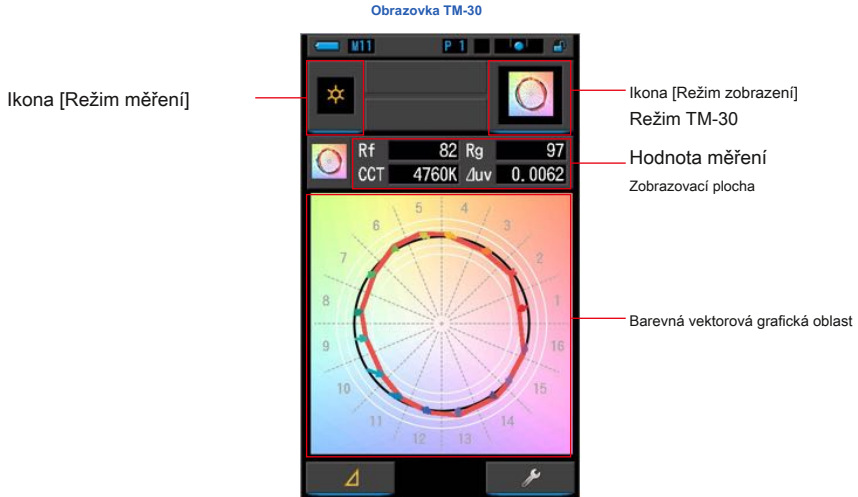 Obrazovka TM-30
M11 P 1
Ikona [Režim měření]
Ikona [Režim zobrazení]
Režim TM-30
Rf 82 Rg 97
CCT 4760K ⊿uv 0.0062
Hodnota měření
Zobrazovací plocha
5 4
6 3
7 2
8 1
9 16
10 15
11 14
12 13
Barevná vektorová grafická oblast